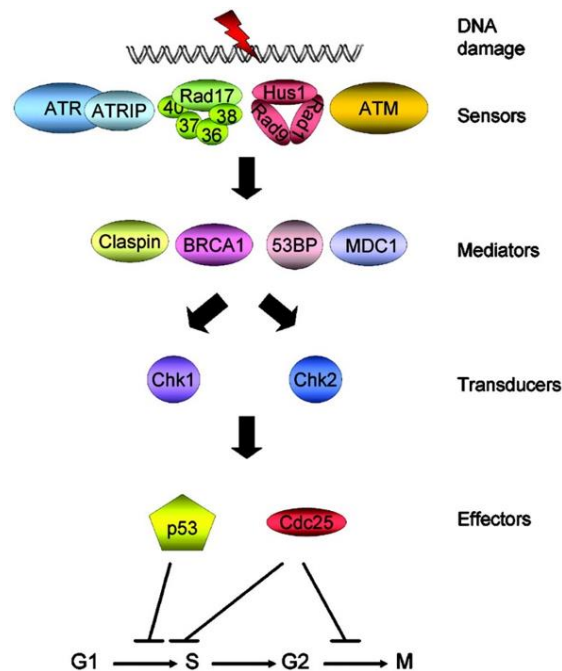 DNA
damage
ATR ATRIP 40 37 36 38 Rad17 Hus1 Rad9 Rad1 ATM Sensors
Claspin BRCA1 53BP MDC1 Mediators
Chk1 Chk2 Transducers
p53 Cdc25 Effectors
G1 S G2 M